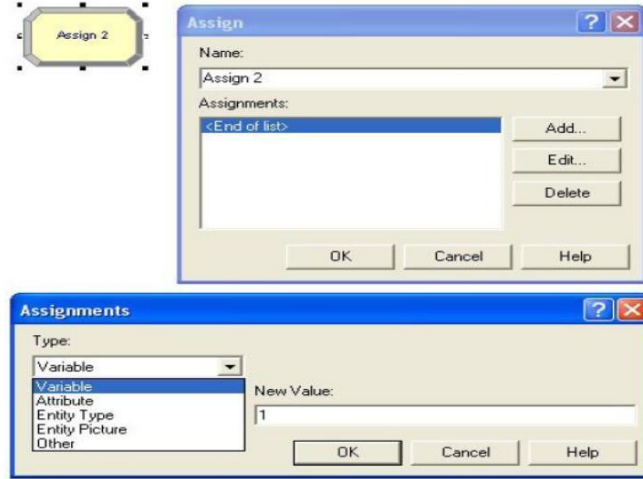 Assign 2
Assign
Name:
Assign 2
Assignments:
<End of list>
Add...
Edit...
Delete
OK Cancel Help
Assignments
Type:
Variable
Variable
Attribute
Entity Type
Entity Picture
Other
New Value:
1
OK Cancel Help